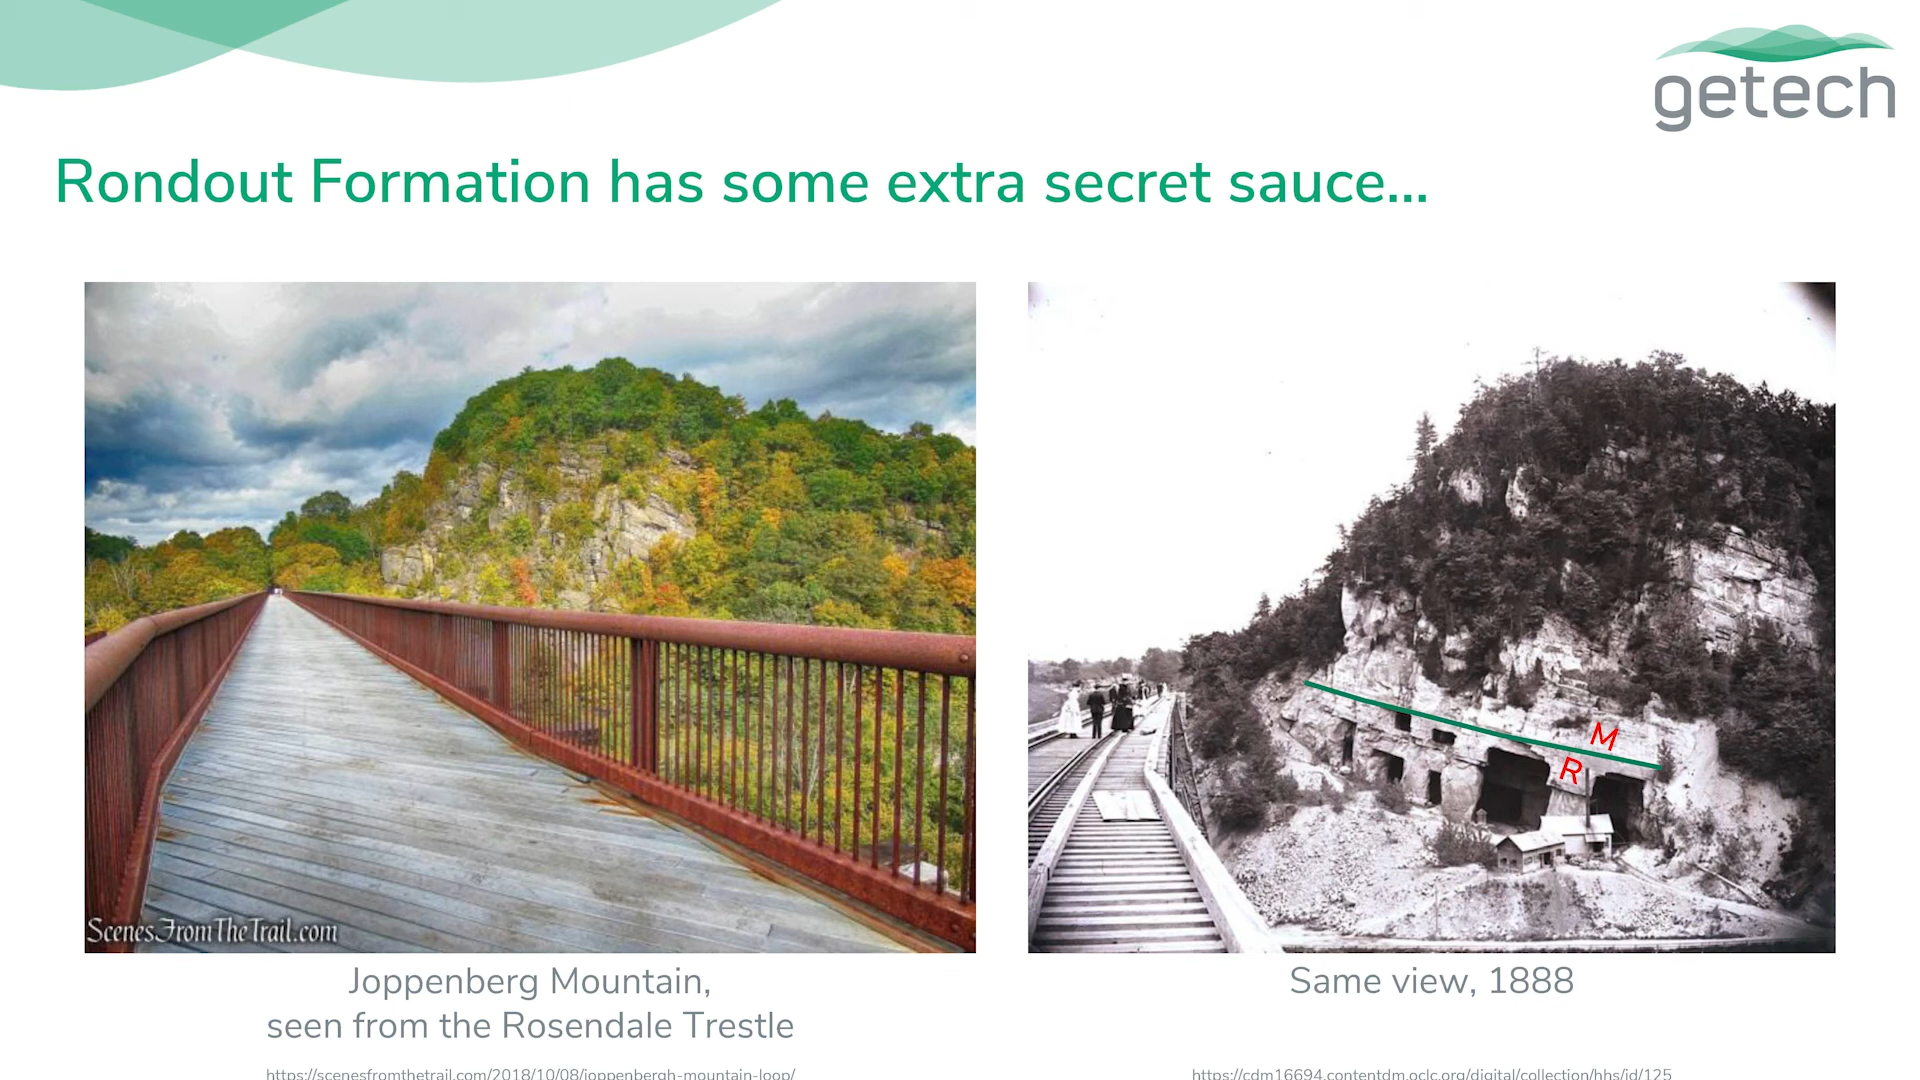 getech
Rondout Formation has some extra secret sauce...
M
R
ScenesFromTheTrail.com
Joppenberg Mountain,
seen from the Rosendale Trestle
Same view, 1888
https://scenesfromthetrail.com/2018/10/08/joppenbergh-mountain-loop/
https://cdm16694.contentdm.oclc.org/digital/collection/hhs/id/125